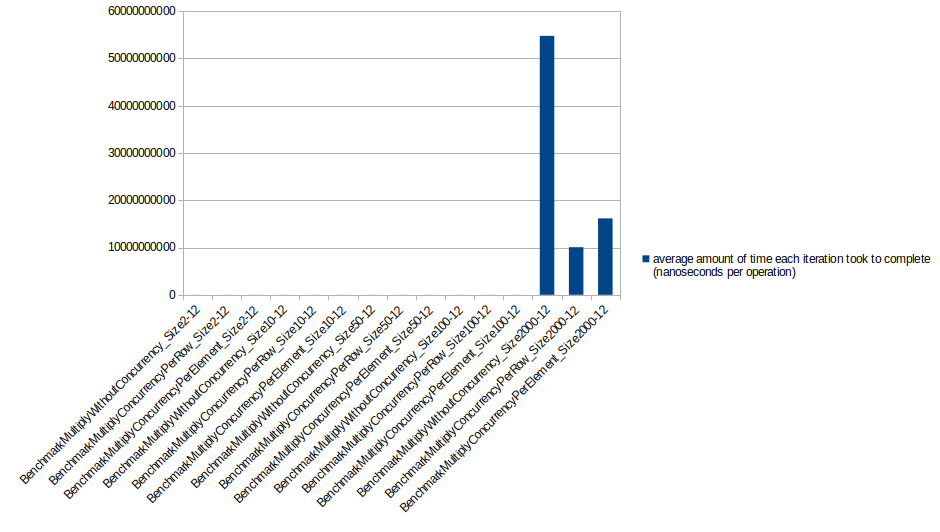 60000000000
50000000000
40000000000
30000000000
20000000000
10000000000
0
BenchmarkMultiplyWithoutConcurrency_Size2-12
BenchmarkMultiplyConcurrencyPerRow_Size2-12
BenchmarkMultiplyConcurrencyPerElement_Size2-12
BenchmarkMultiplyWithoutConcurrency_Size10-12
BenchmarkMultiplyConcurrencyPerRow_Size10-12
BenchmarkMultiplyConcurrencyPerElement_Size10-12
BenchmarkMultiplyWithoutConcurrency_Size50-12
BenchmarkMultiplyConcurrencyPerRow_Size50-12
BenchmarkMultiplyConcurrencyPerElement_Size50-12
BenchmarkMultiplyWithoutConcurrency_Size100-12
BenchmarkMultiplyConcurrencyPerRow_Size100-12
BenchmarkMultiplyConcurrencyPerElement_Size100-12
BenchmarkMultiplyWithoutConcurrency_Size2000-12
BenchmarkMultiplyConcurrencyPerRow_Size2000-12
BenchmarkMultiplyConcurrencyPerElement_Size2000-12
average amount of time each iteration took to complete
(nanoseconds per operation)